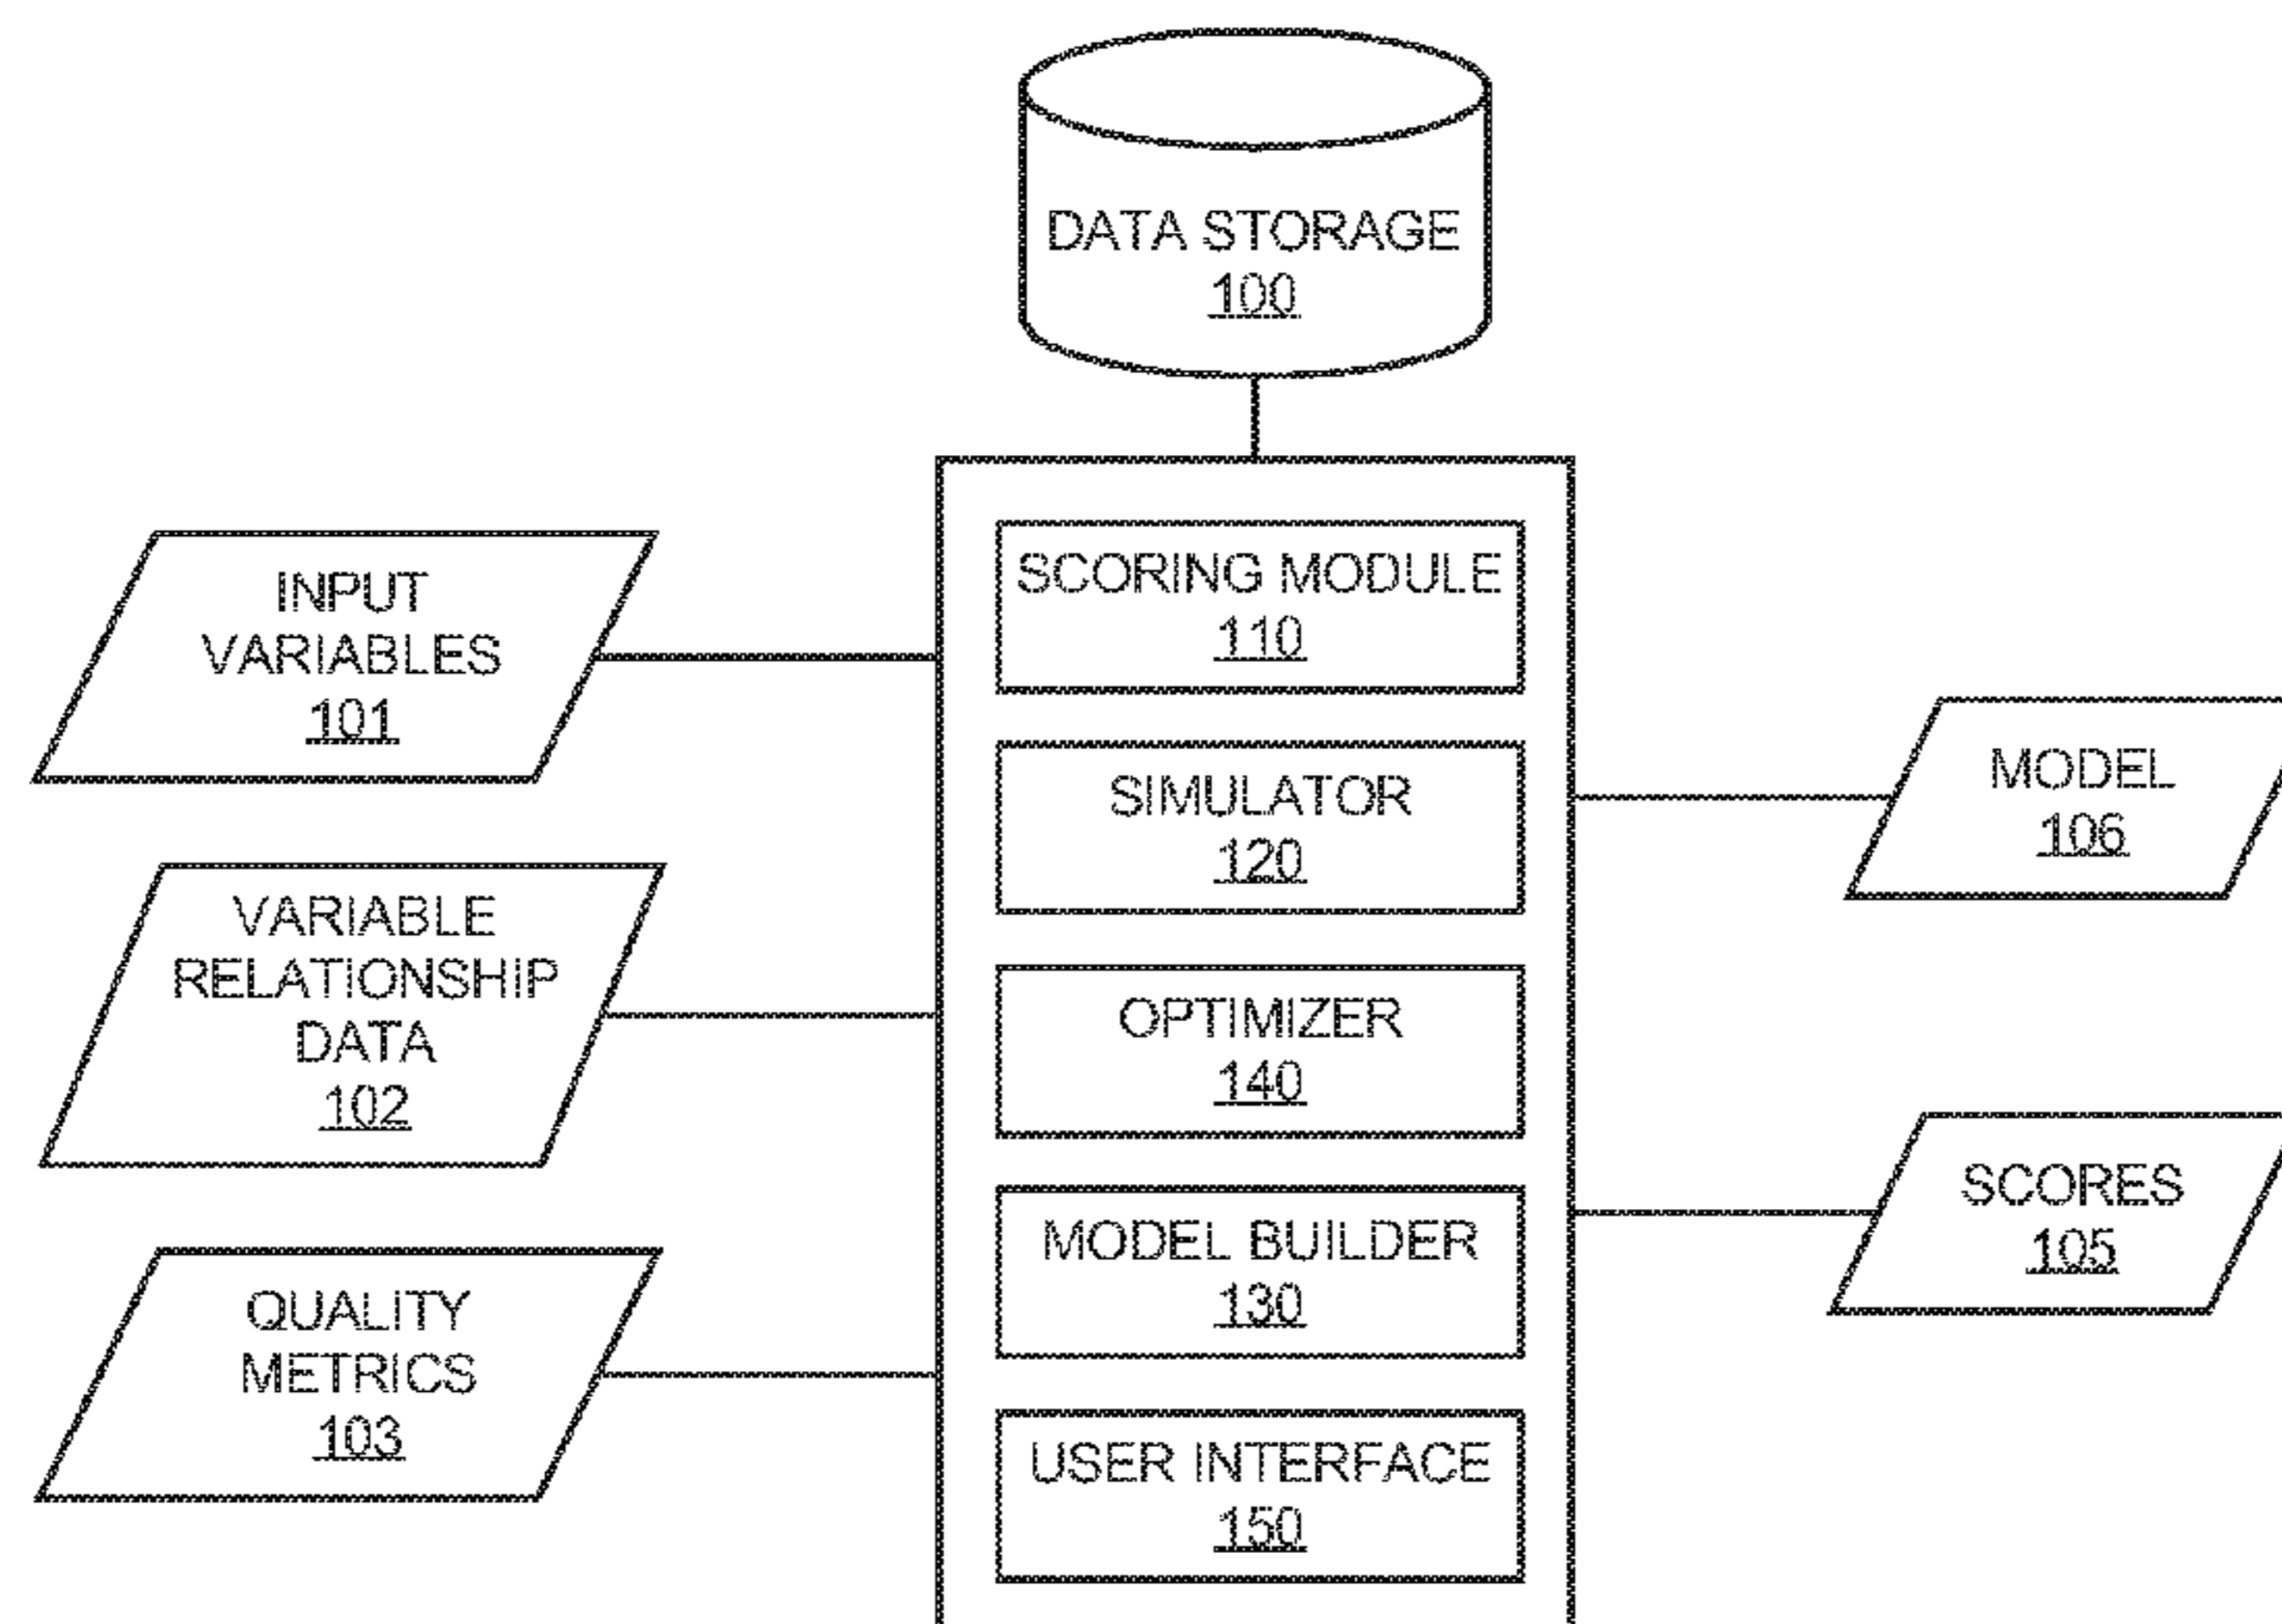 DATA STORAGE
100
INPUT
VARIABLES
101
VARIABLE
RELATIONSHIP
DATA
102
QUALITY
METRICS
103
SCORING MODULE
110
SIMULATOR
120
OPTIMIZER
140
MODEL BUILDER
130
USER INTERFACE
150
MODEL
106
SCORES
105